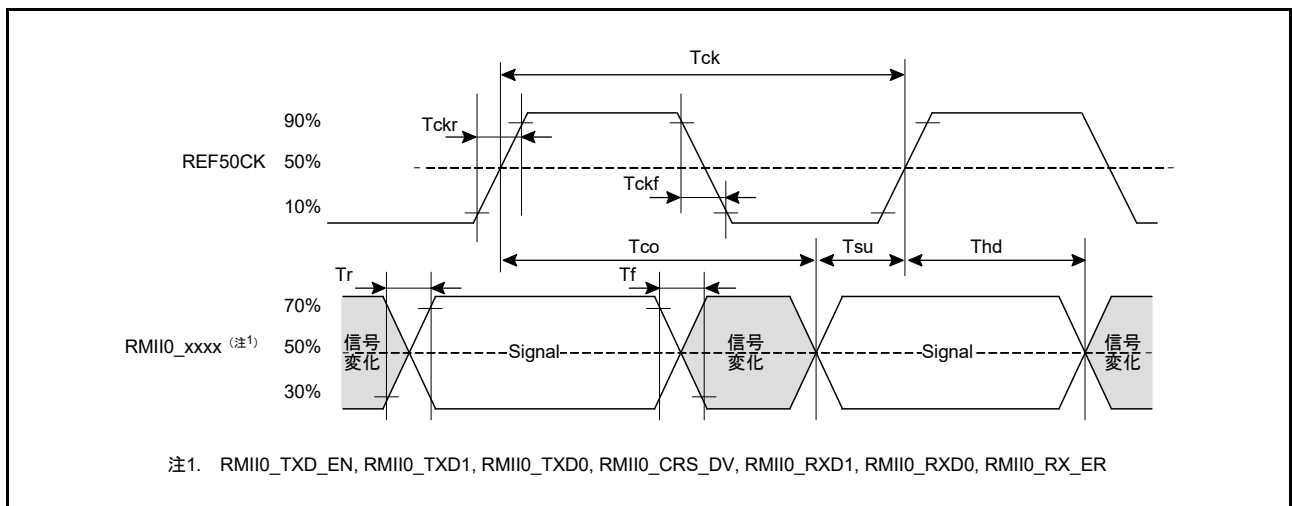 Tck
90%
Tckr
REF50CK 50%
Tckf
10%
Tco Tsu Thd
Tr Tf
70%
RMII0_xxxx (注1) 50% 信号変化 Signal 信号変化 Signal 信号変化
30%
注1. RMII0_TXD_EN, RMII0_TXD1, RMII0_TXD0, RMII0_CRS_DV, RMII0_RXD1, RMII0_RXD0, RMII0_RX_ER